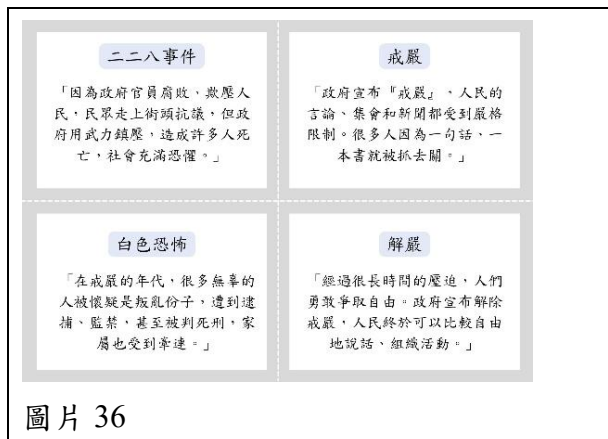 二二八事件
「因為政府官員腐敗、欺壓人
民，民眾走上街頭抗議，但政
府用武力鎮壓，造成許多人死
亡，社會充滿恐懼。」
戒嚴
「政府宣布『戒嚴』，人民的
言論、集會和新聞都受到嚴格
限制。很多人因為一句話、一
本書就被抓去關。」
白色恐怖
「在戒嚴的年代，很多無辜的
人被懷疑是叛亂份子，遭到逮
捕、監禁，甚至被判死刑，家
屬也受到牽連。」
解嚴
「經過很長時間的壓迫，人們
勇敢爭取自由。政府宣布解除
戒嚴，人民終於可以比較自由
地說話、組織活動。」
圖片 36